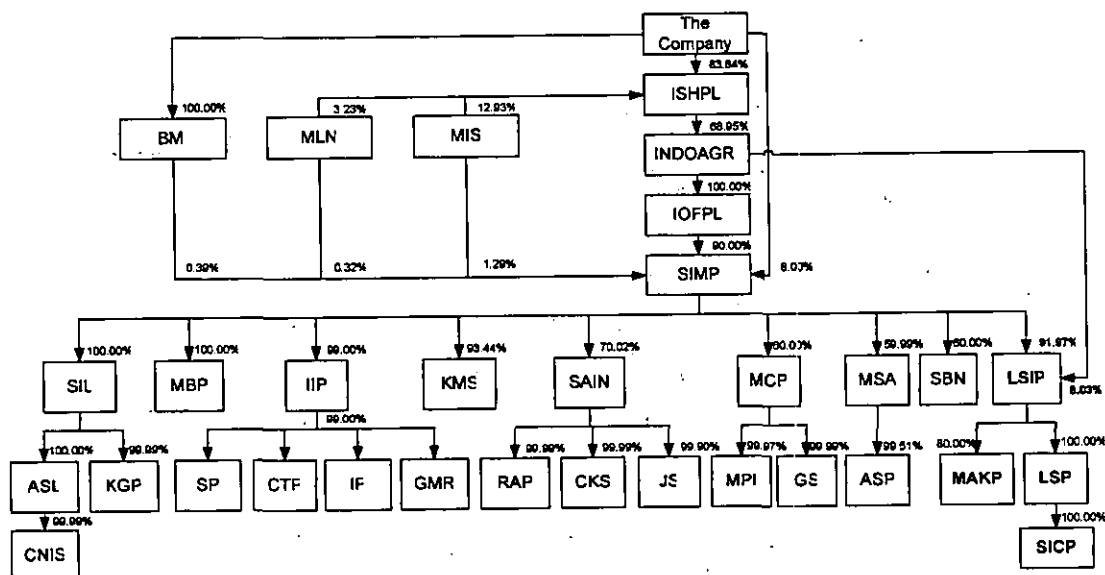 The
Company
83.84%
ISHPL
100.00%
3.23%
12.93%
BM
MLN
MIS
68.95%
INDOAGR
100.00%
IOFPL
90.00%
0.39%
0.32%
1.29%
SIMP
8.00%
100.00%
100.00%
99.00%
93.44%
70.02%
60.00%
59.99%
50.00%
91.97%
SIL
MBP
IIP
KMS
SAIN
MCP
MSA
SBN
LSIP
8.03%
99.00%
100.00%
99.99%
99.99%
99.99%
99.90%
99.97%
99.99%
99.51%
80.00%
100.00%
ASL
KGP
SP
CTF
IF
GMR
RAP
CKS
JS
MPI
GS
ASP
MAKP
LSP
99.99%
100.00%
CNIS
SICP